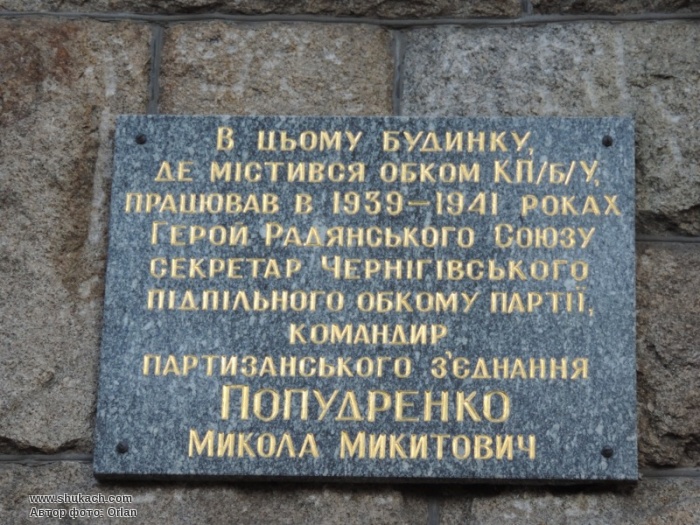 В ЦЬОМУ БУДИНКУ,
ДЕ МІСТИВСЯ ОБКОМ КП/б/У,
ПРАЦЮВАВ В 1939—1941 РОКАХ
ГЕРОЙ РАДЯНСЬКОГО СОЮЗУ
СЕКРЕТАР ЧЕРНІГІВСЬКОГО
ПІДПІЛЬНОГО ОБКОМУ ПАРТІЇ,
КОМАНДИР
ПАРТИЗАНСЬКОГО З'ЄДНАННЯ
ПОПУДРЕНКО
МИКОЛА МИКИТОВИЧ
www.shukach.com
Автор фото: Orlan